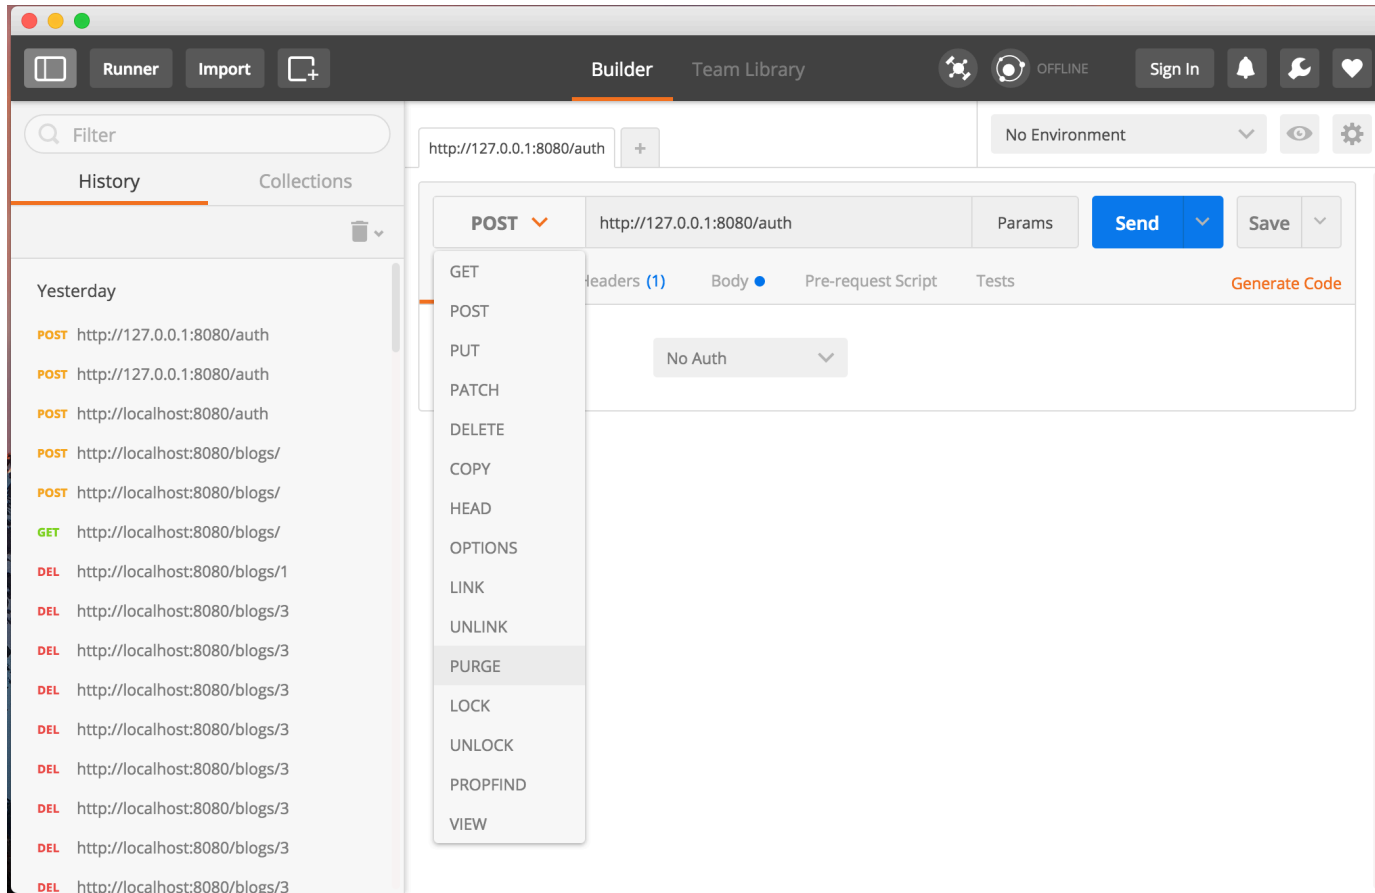 Runner
Import
Builder
Team Library
OFFLINE
Sign In
Filter
History
Collections
http://127.0.0.1:8080/auth
+
No Environment
POST
http://127.0.0.1:8080/auth
Params
Send
Save
Headers (1)
Body
Pre-request Script
Tests
Generate Code
No Auth
GET
POST
PUT
PATCH
DELETE
COPY
HEAD
OPTIONS
LINK
UNLINK
PURGE
LOCK
UNLOCK
PROPFIND
VIEW
Yesterday
POST http://127.0.0.1:8080/auth
POST http://127.0.0.1:8080/auth
POST http://localhost:8080/auth
POST http://localhost:8080/blogs/
POST http://localhost:8080/blogs/
GET http://localhost:8080/blogs/
DEL http://localhost:8080/blogs/1
DEL http://localhost:8080/blogs/3
DEL http://localhost:8080/blogs/3
DEL http://localhost:8080/blogs/3
DEL http://localhost:8080/blogs/3
DEL http://localhost:8080/blogs/3
DEL http://localhost:8080/blogs/3
DEL http://localhost:8080/blogs/3
DEL http://localhost:8080/blogs/3